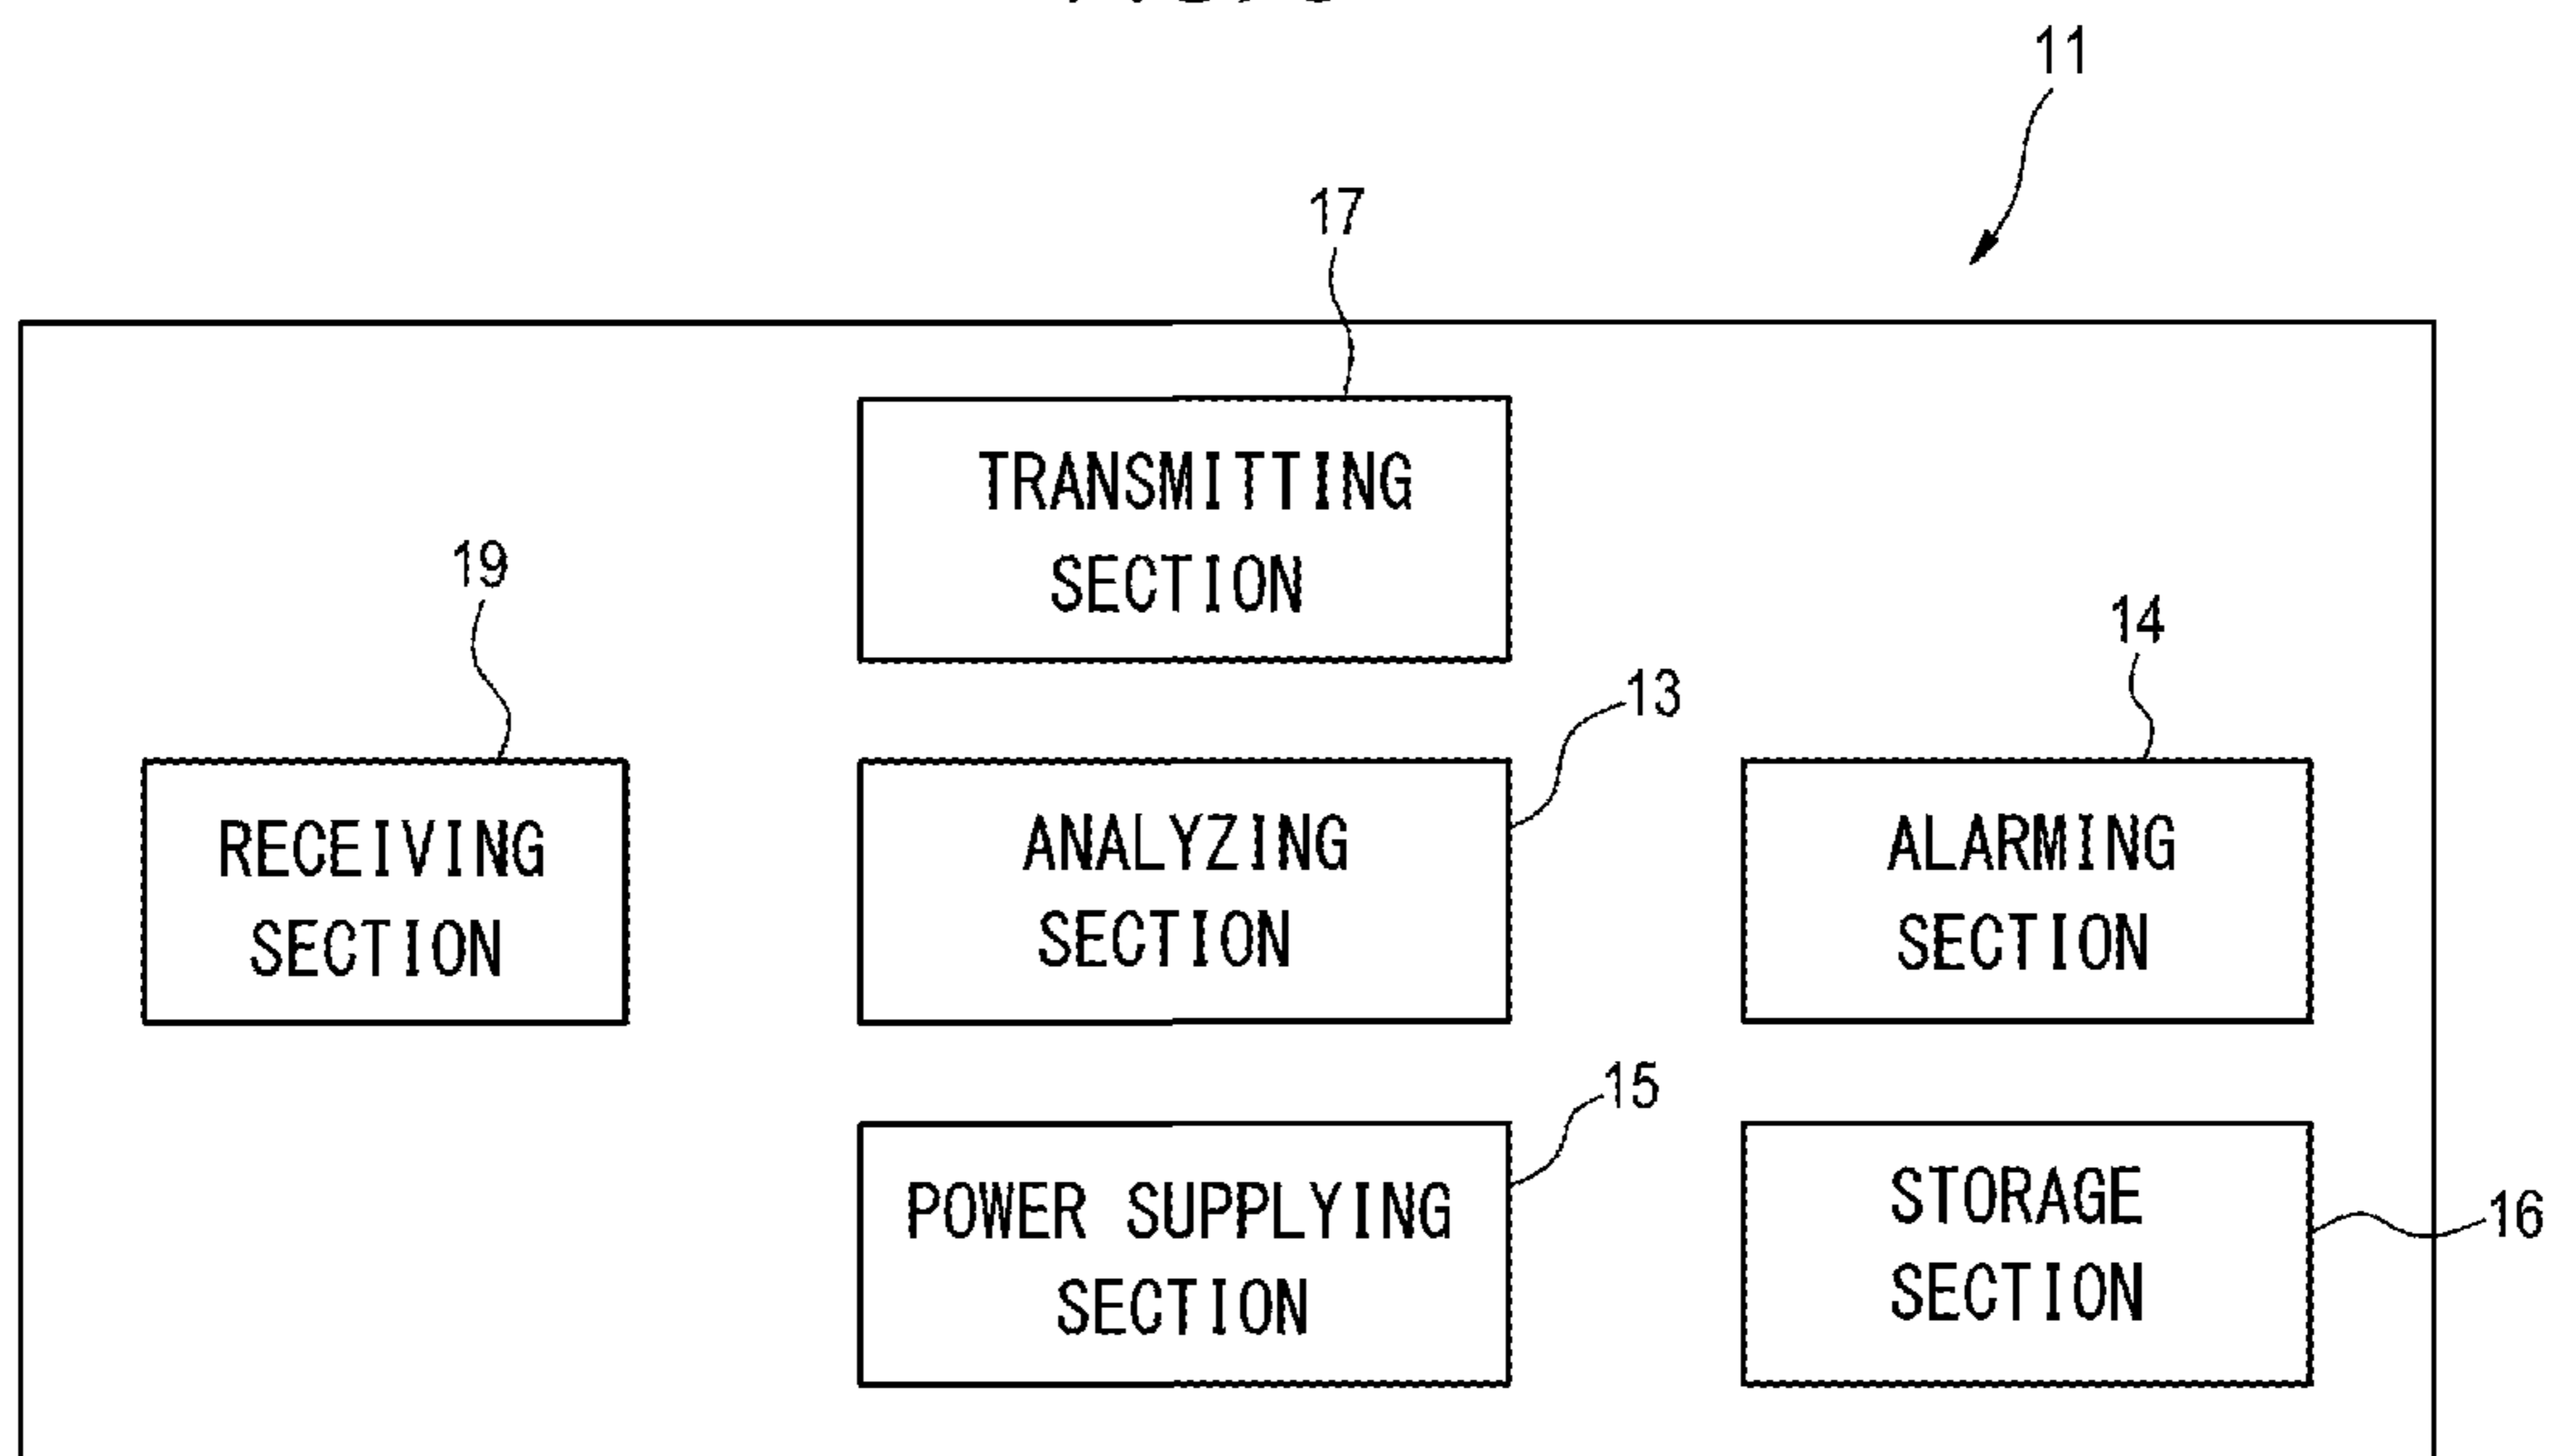 11
17
TRANSMITTING
SECTION
19
14
13
RECEIVING
SECTION
ANALYZING
SECTION
ALARMING
SECTION
15
POWER SUPPLYING
SECTION
STORAGE
SECTION
16